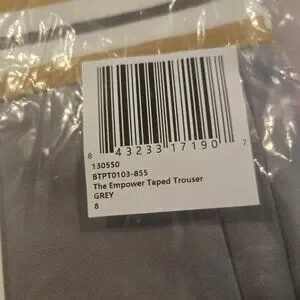 8 43233 17190 7
130550
BTPT0103-855
The Empower Taped Trouser
GREY
8